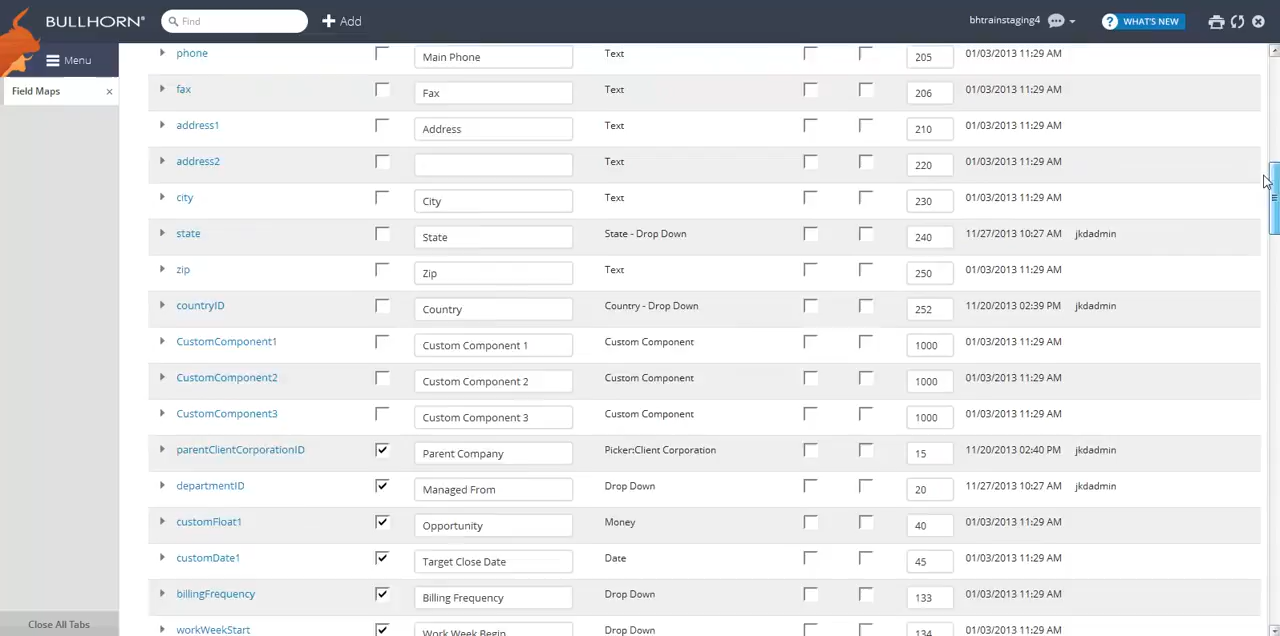 BULLHORN® Find Add bhtrainstaging4 ? WHAT'S NEW
Menu
Field Maps ×
phone Main Phone Text 205 01/03/2013 11:29 AM
fax Fax Text 206 01/03/2013 11:29 AM
address1 Address Text 210 01/03/2013 11:29 AM
address2 Text 220 01/03/2013 11:29 AM
city City Text 230 01/03/2013 11:29 AM
state State State - Drop Down 240 11/27/2013 10:27 AM jkdadmin
zip Zip Text 250 01/03/2013 11:29 AM
countryID Country Country - Drop Down 252 11/20/2013 02:39 PM jkdadmin
CustomComponent1 Custom Component 1 Custom Component 1000 01/03/2013 11:29 AM
CustomComponent2 Custom Component 2 Custom Component 1000 01/03/2013 11:29 AM
CustomComponent3 Custom Component 3 Custom Component 1000 01/03/2013 11:29 AM
parentClientCorporationID Parent Company Picker:Client Corporation 15 11/20/2013 02:40 PM jkdadmin
departmentID Managed From Drop Down 20 11/27/2013 10:27 AM jkdadmin
customFloat1 Opportunity Money 40 01/03/2013 11:29 AM
customDate1 Target Close Date Date 45 01/03/2013 11:29 AM
billingFrequency Billing Frequency Drop Down 133 01/03/2013 11:29 AM
workWeekStart Work Week Begin Drop Down 134 01/03/2013 11:29 AM
Close All Tabs